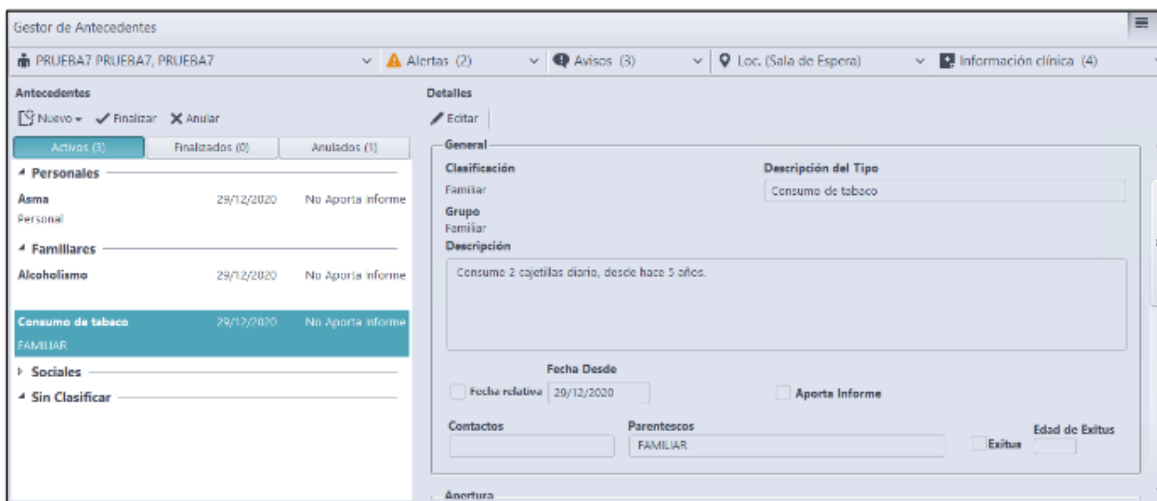 Gestor de Antecedentes
PRUEBA7 PRUEBA7, PRUEBA7 Alertas (2) Avisos (3) Loc. (Sala de Espera) Información clínica (4)
Antecedentes
Nuevo Finalizar Anular
Activos (3) Finalizados (0) Anulados (1)
Personales
Asma 29/12/2020 No Aporta Informe
Personal
Familiares
Alcoholismo 29/12/2020 No Aporta Informe
Consumo de tabaco 29/12/2020 No Aporta Informe
FAMILIAR
Sociales
Sin Clasificar
Detalles
Editar
General
Clasificación Descripción del Tipo
Familiar Consumo de tabaco
Grupo
Familiar
Descripción
Consume 2 cajetillas diario, desde hace 5 años.
Fecha Desde
Fecha relativa 29/12/2020 Aporta Informe
Contactos Parentescos Edad de Exitus
FAMILIAR Exitus
Apertura